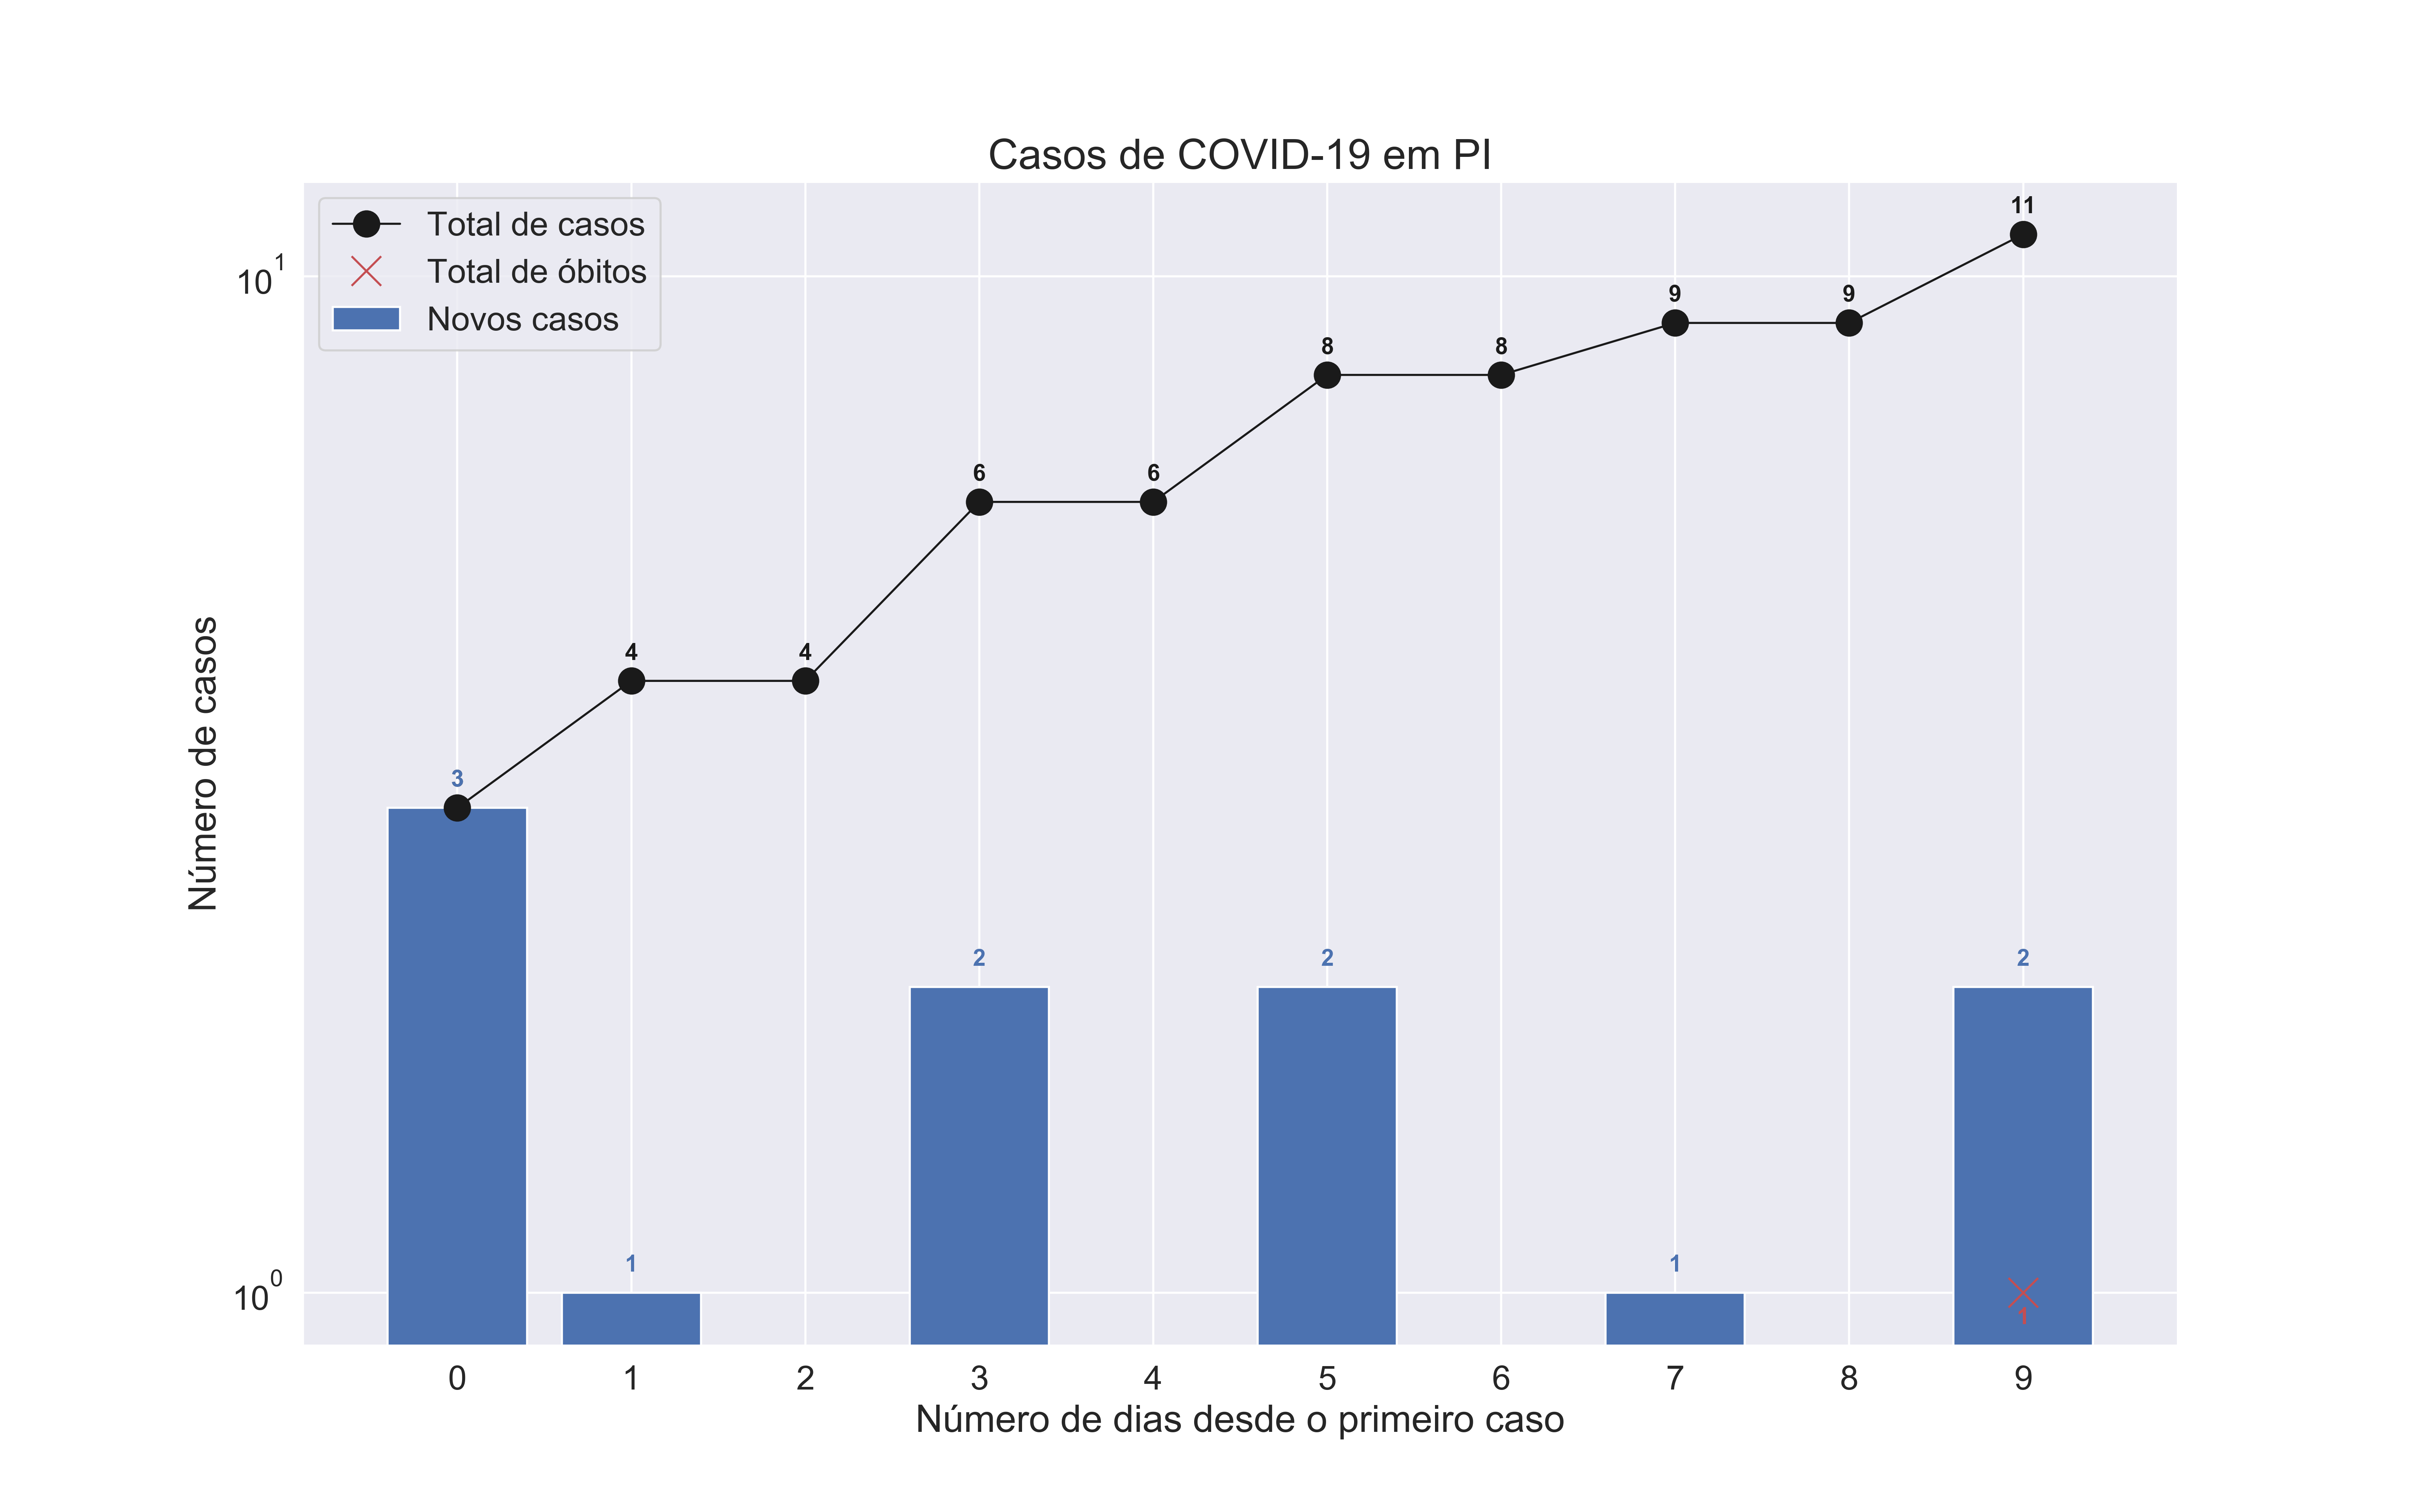 Casos de COVID-19 em PI
Total de casos
Total de óbitos
Novos casos
Número de casos
10^1
10^0
11
9
9
8
8
6
6
4
4
3
2
2
2
1
1
1
0 1 2 3 4 5 6 7 8 9
Número de dias desde o primeiro caso